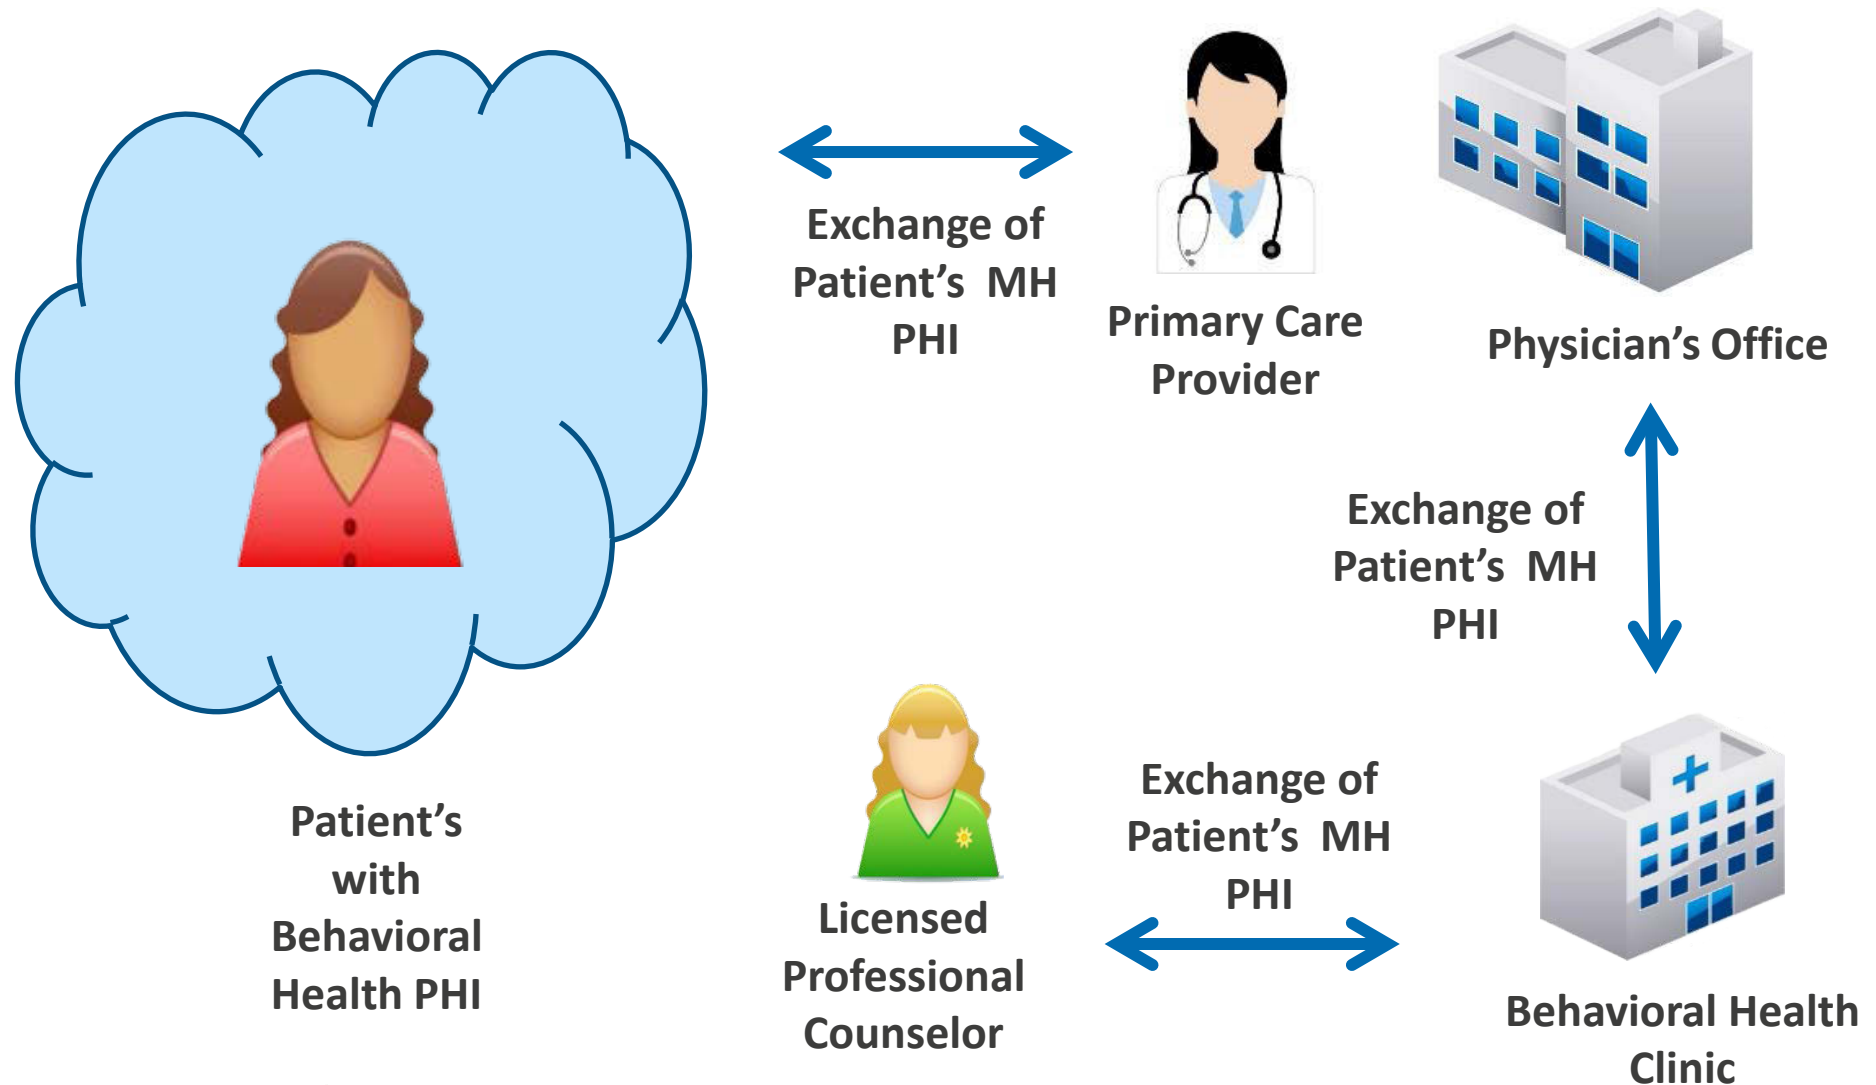 Exchange of
Patient’s  MH
PHI
Primary Care
Provider
Physician’s Office
Exchange of
Patient’s  MH
PHI
Patient’s
with
Behavioral
Health PHI
Licensed
Professional
Counselor
Exchange of
Patient’s  MH
PHI
Behavioral Health
Clinic